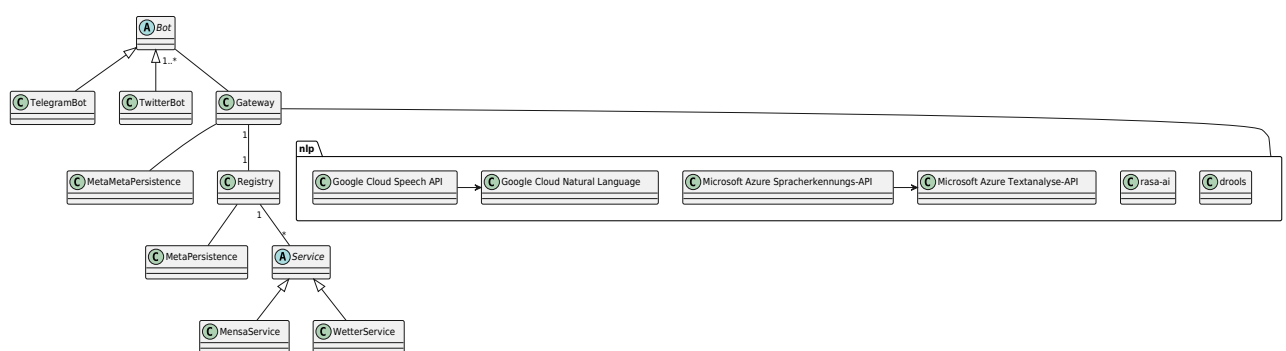 A Bot
1..*
C TelegramBot
C TwitterBot
C Gateway
1
nlp
1
C MetaMetaPersistence
C Registry
C Google Cloud Speech API
C Google Cloud Natural Language
C Microsoft Azure Spracherkennungs-API
C Microsoft Azure Textanalyse-API
C rasa-ai
C drools
1
*
C MetaPersistence
A Service
C MensaService
C WetterService